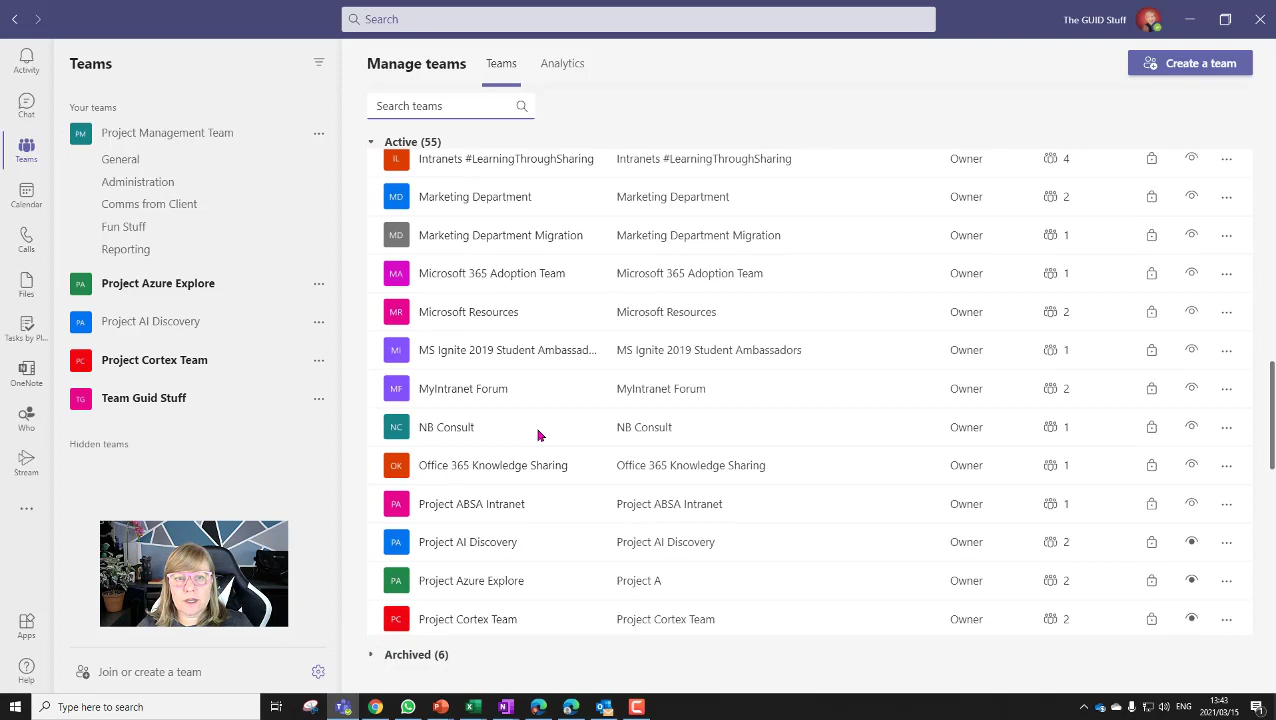 Search
The GUID Stuff
Activity
Chat
Teams
Calendar
Calls
Files
Tasks by Pl...
OneNote
Who
Stream
Apps
Help
Teams
Your teams
PM Project Management Team
General
Administration
Comms from Client
Fun Stuff
Reporting
PA Project Azure Explore
PA Project AI Discovery
PC Project Cortex Team
TG Team Guid Stuff
Hidden teams
Join or create a team
Manage teams Teams Analytics
Create a team
Search teams
Active (55)
IL Intranets #LearningThroughSharing Intranets #LearningThroughSharing Owner 4
MD Marketing Department Marketing Department Owner 2
MD Marketing Department Migration Marketing Department Migration Owner 1
MA Microsoft 365 Adoption Team Microsoft 365 Adoption Team Owner 1
MR Microsoft Resources Microsoft Resources Owner 2
MI MS Ignite 2019 Student Ambassad... MS Ignite 2019 Student Ambassadors Owner 1
MF MyIntranet Forum MyIntranet Forum Owner 2
NC NB Consult NB Consult Owner 1
OK Office 365 Knowledge Sharing Office 365 Knowledge Sharing Owner 1
PA Project ABSA Intranet Project ABSA Intranet Owner 1
PA Project AI Discovery Project AI Discovery Owner 2
PA Project Azure Explore Project A Owner 2
PC Project Cortex Team Project Cortex Team Owner 2
Archived (6)
Type here to search
ENG
13:43
2021/03/15